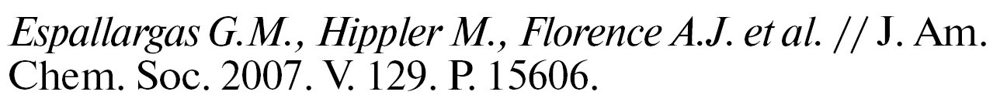 Espallargas G.M., Hippler M., Florence A.J. et al. // J. Am.
Chem. Soc. 2007. V. 129. P. 15606.